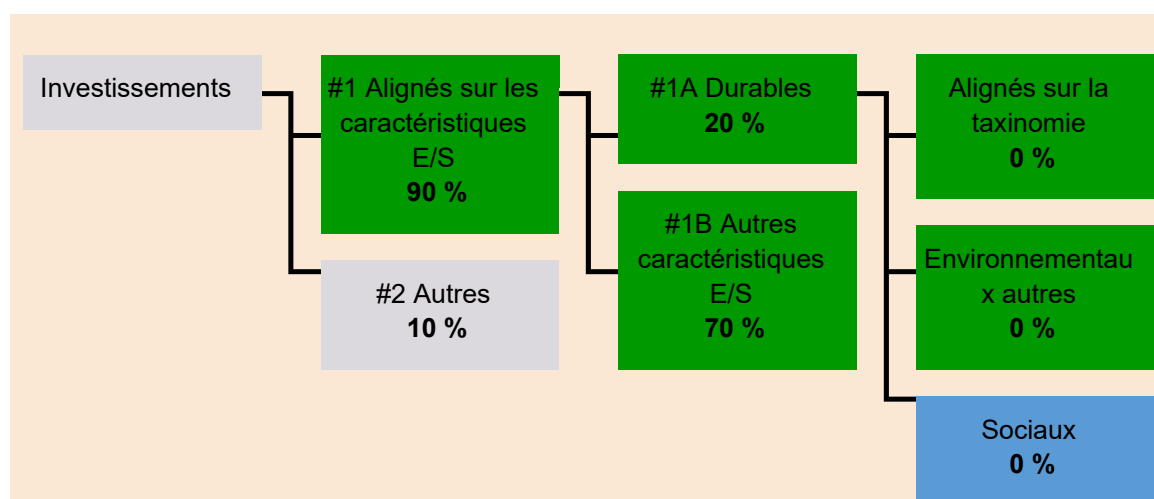 Investissements
#1 Alignés sur les
caractéristiques
E/S
90 %
#2 Autres
10 %
#1A Durables
20 %
#1B Autres
caractéristiques
E/S
70 %
Alignés sur la
taxinomie
0 %
Environnementau
x autres
0 %
Sociaux
0 %